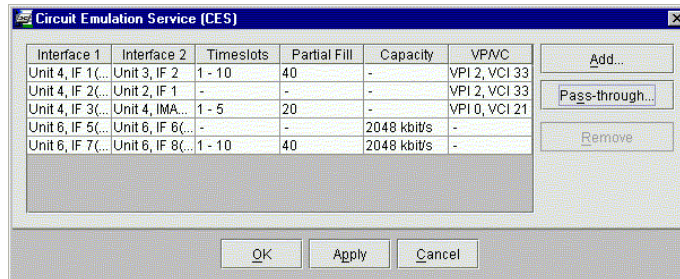 Circuit Emulation Service (CES)
Interface 1 Interface 2 Timeslots Partial Fill Capacity VP/VC
Unit 4, IF 1(... Unit 3, IF 2 1 - 10 40 - VPI 2, VCI 33
Unit 4, IF 2(... Unit 2, IF 1 - - - VPI 2, VCI 33
Unit 4, IF 3(... Unit 4, IMA... 1 - 5 20 - VPI 0, VCI 21
Unit 6, IF 5(... Unit 6, IF 6(... - - 2048 kbit/s -
Unit 6, IF 7(... Unit 6, IF 8(... 1 - 10 40 2048 kbit/s -
Add...
Pass-through...
Remove
OK Apply Cancel